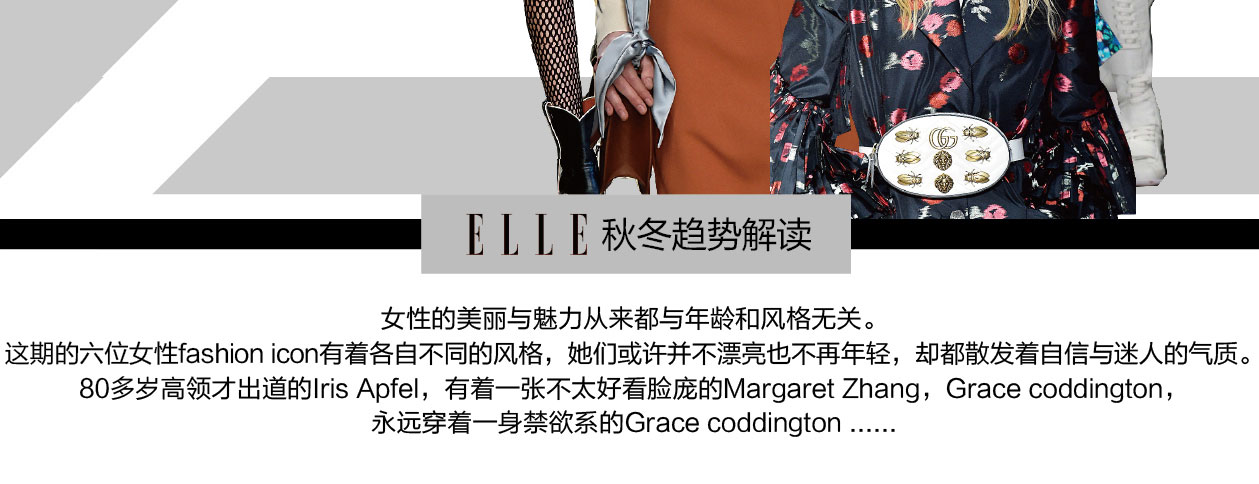 GG
ELLE 秋冬趋势解读
女性的美丽与魅力从来都与年龄和风格无关。
这期的六位女性fashion icon有着各自不同的风格，她们或许并不漂亮也不再年轻，却都散发着自信与迷人的气质。
80多岁高领才出道的Iris Apfel，有着一张不太好看脸庞的Margaret Zhang，Grace coddington，
永远穿着一身禁欲系的Grace coddington ......